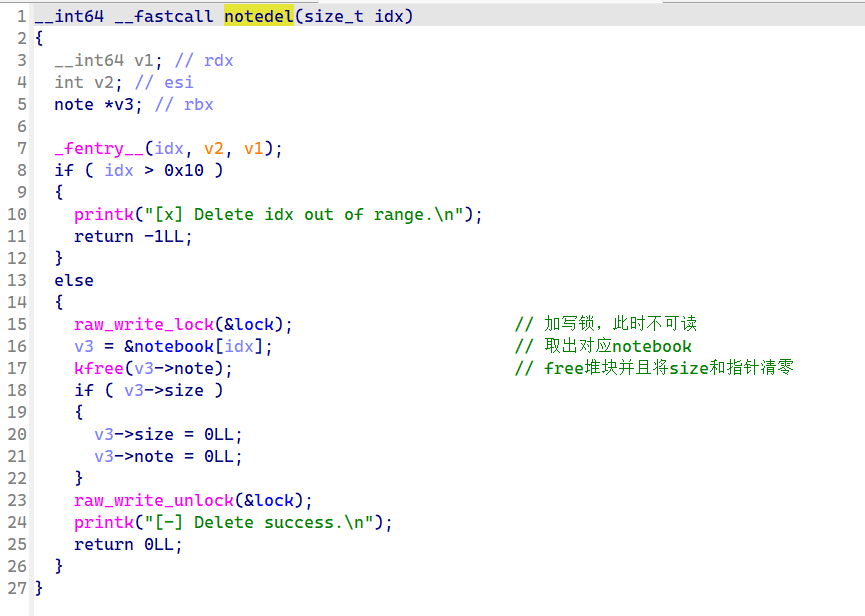 1 __int64 __fastcall notedel(size_t idx)
2 {
3   __int64 v1; // rdx
4   int v2; // esi
5   note *v3; // rbx
6
7   _fentry__(idx, v2, v1);
8   if ( idx > 0x10 )
9   {
10     printk("[x] Delete idx out of range.\n");
11     return -1LL;
12   }
13   else
14   {
15     raw_write_lock(&lock);                      // 加写锁，此时不可读
16     v3 = &notebook[idx];                        // 取出对应notebook
17     kfree(v3->note);                            // free堆块并且将size和指针清零
18     if ( v3->size )
19     {
20       v3->size = 0LL;
21       v3->note = 0LL;
22     }
23     raw_write_unlock(&lock);
24     printk("[-] Delete success.\n");
25     return 0LL;
26   }
27 }